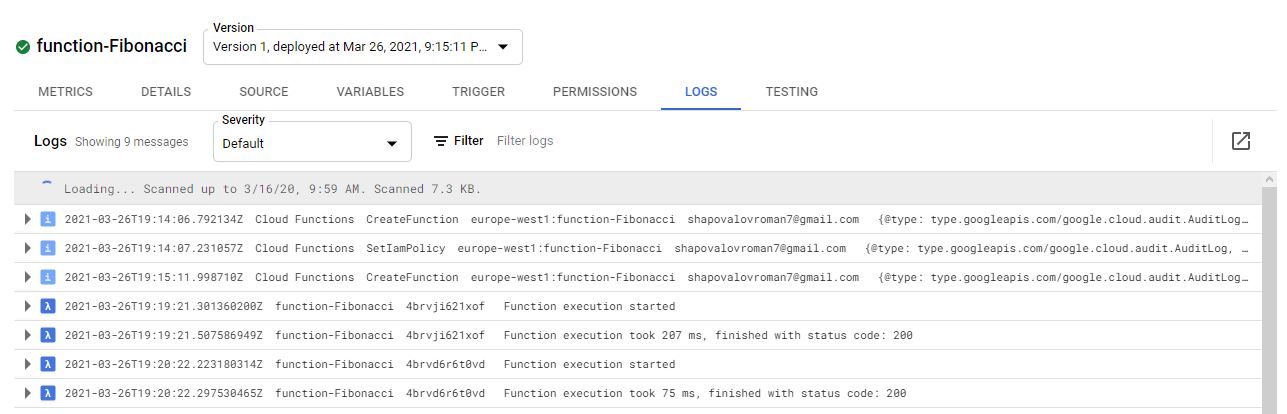 Version
function-Fibonacci
Version 1, deployed at Mar 26, 2021, 9:15:11 P...
METRICS DETAILS SOURCE VARIABLES TRIGGER PERMISSIONS LOGS TESTING
Severity
Logs Showing 9 messages Default Filter Filter logs
Loading... Scanned up to 3/16/20, 9:59 AM. Scanned 7.3 KB.
i 2021-03-26T19:14:06.792134Z Cloud Functions CreateFunction europe-west1:function-Fibonacci shapovalovroman7@gmail.com {@type: type.googleapis.com/google.cloud.audit.AuditLog…
i 2021-03-26T19:14:07.231057Z Cloud Functions SetIamPolicy europe-west1:function-Fibonacci shapovalovroman7@gmail.com {@type: type.googleapis.com/google.cloud.audit.AuditLog, …
i 2021-03-26T19:15:11.998710Z Cloud Functions CreateFunction europe-west1:function-Fibonacci shapovalovroman7@gmail.com {@type: type.googleapis.com/google.cloud.audit.AuditLog…
λ 2021-03-26T19:19:21.301360200Z function-Fibonacci 4brvji621xof Function execution started
λ 2021-03-26T19:19:21.507586949Z function-Fibonacci 4brvji621xof Function execution took 207 ms, finished with status code: 200
λ 2021-03-26T19:20:22.223180314Z function-Fibonacci 4brvd6r6t0vd Function execution started
λ 2021-03-26T19:20:22.297530465Z function-Fibonacci 4brvd6r6t0vd Function execution took 75 ms, finished with status code: 200